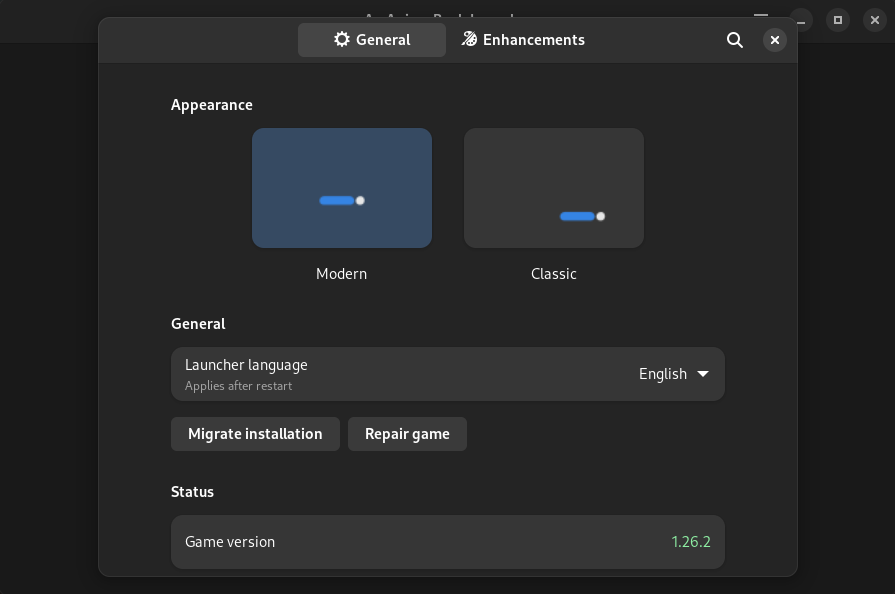 General
Enhancements
Appearance
Modern
Classic
General
Launcher language
Applies after restart
English
Migrate installation
Repair game
Status
Game version
1.26.2